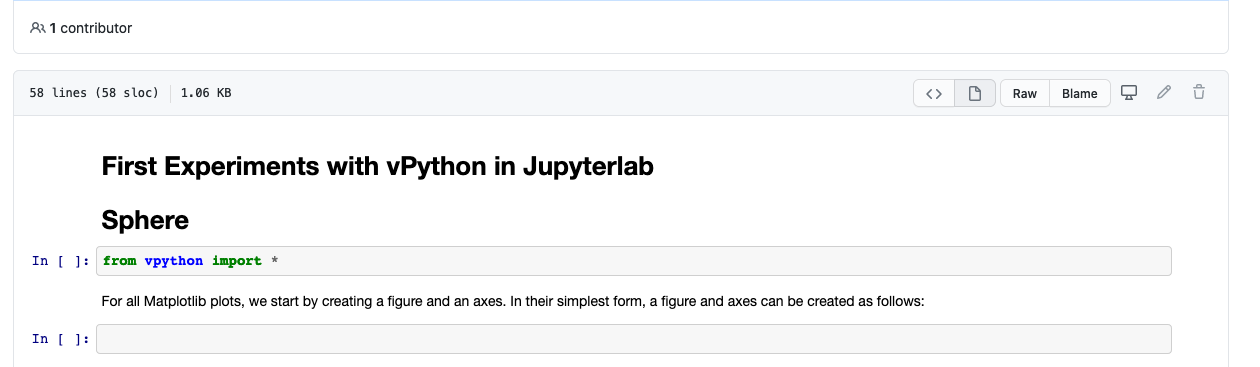 1 contributor
58 lines (58 sloc) 1.06 KB
Raw Blame
First Experiments with vPython in Jupyterlab
Sphere
In [ ]: from vpython import *
For all Matplotlib plots, we start by creating a figure and an axes. In their simplest form, a figure and axes can be created as follows:
In [ ]: